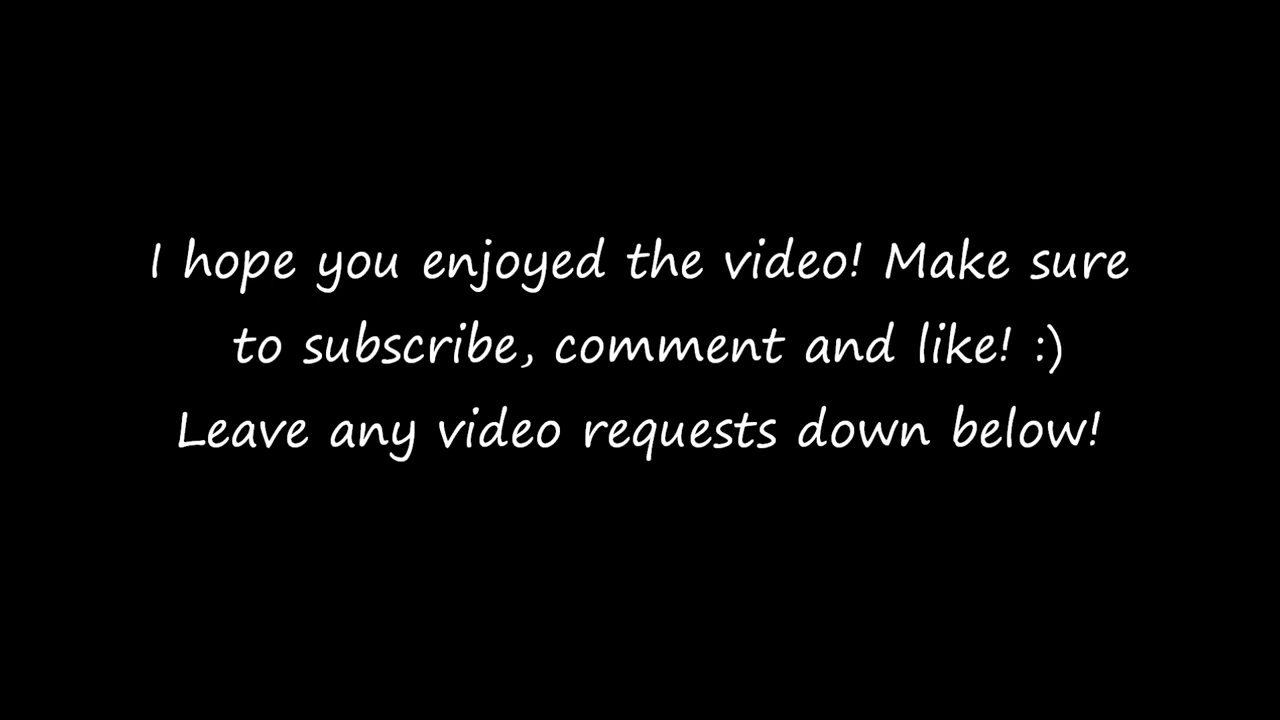 I hope you enjoyed the video! Make sure
to subscribe, comment and like! :)
Leave any video requests down below!